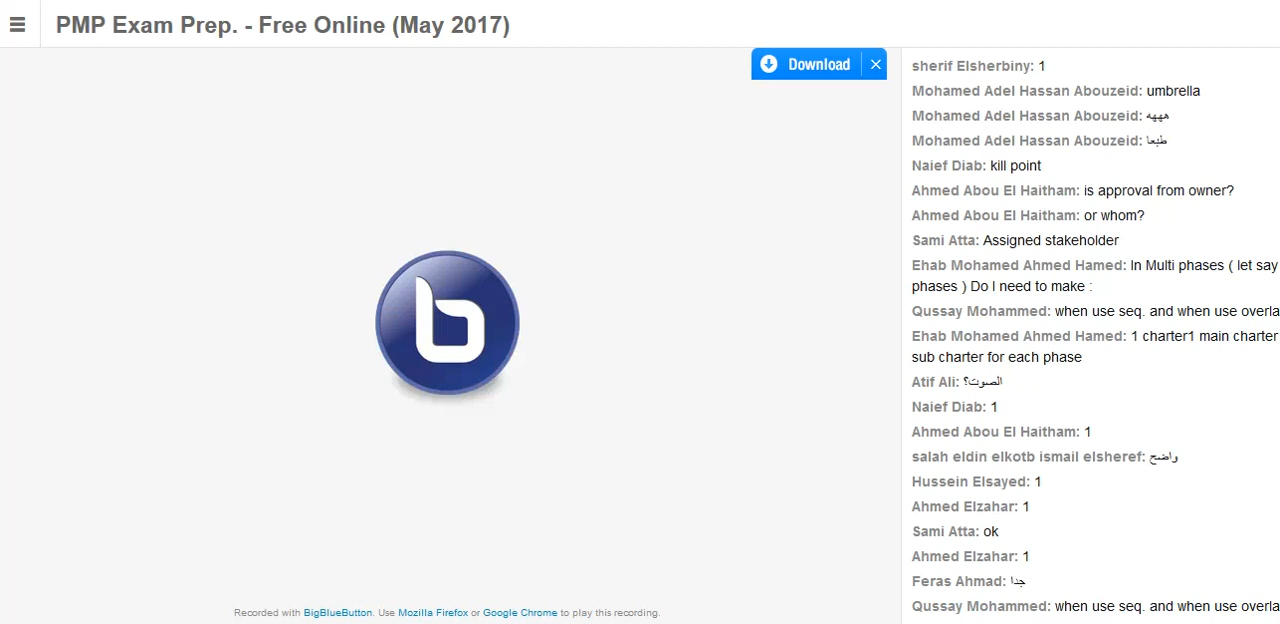 PMP Exam Prep. - Free Online (May 2017)
Download
sherif Elsherbiny: 1
Mohamed Adel Hassan Abouzeid: umbrella
Mohamed Adel Hassan Abouzeid: هههه
Mohamed Adel Hassan Abouzeid: طبعا
Naief Diab: kill point
Ahmed Abou El Haitham: is approval from owner?
Ahmed Abou El Haitham: or whom?
Sami Atta: Assigned stakeholder
Ehab Mohamed Ahmed Hamed: In Multi phases ( let say
phases ) Do I need to make :
Qussay Mohammed: when use seq. and when use overla
Ehab Mohamed Ahmed Hamed: 1 charter1 main charter
sub charter for each phase
Atif Ali: الصوت؟
Naief Diab: 1
Ahmed Abou El Haitham: 1
salah eldin elkotb ismail elsheref: واضح
Hussein Elsayed: 1
Ahmed Elzahar: 1
Sami Atta: ok
Ahmed Elzahar: 1
Feras Ahmad: جدا
Qussay Mohammed: when use seq. and when use overla
Recorded with BigBlueButton. Use Mozilla Firefox or Google Chrome to play this recording.